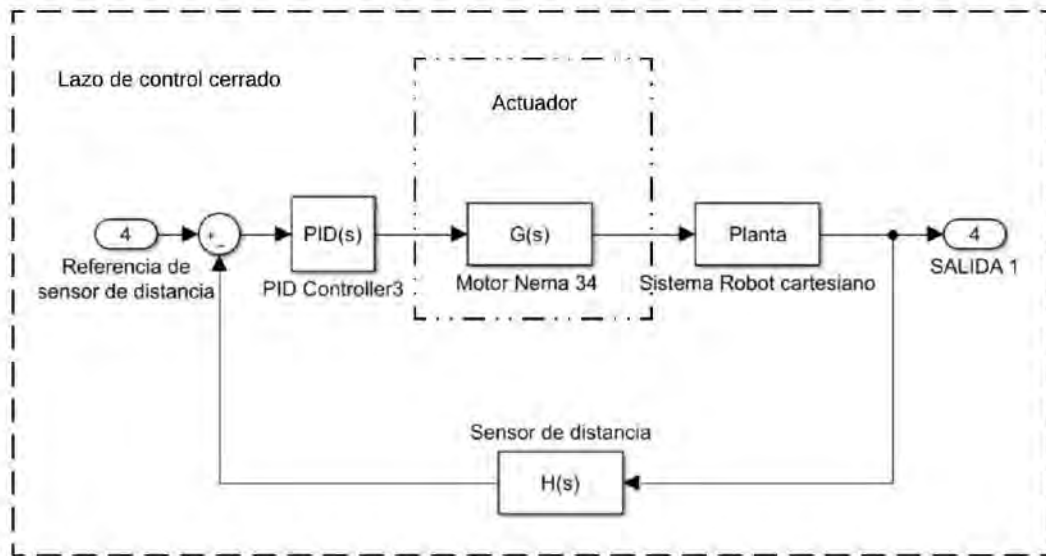 Lazo de control cerrado
Actuador
4
+
-
PID(s)
G(s)
Planta
4
Referencia de
sensor de distancia
PID Controller3
Motor Nema 34
Sistema Robot cartesiano
SALIDA 1
Sensor de distancia
H(s)